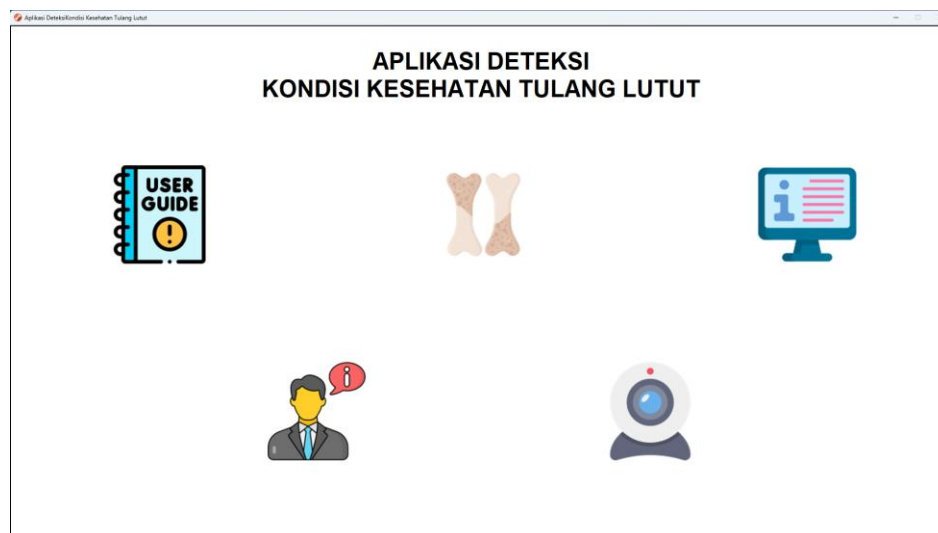 Aplikasi DeteksiKondisi Kesehatan Tulang Lutut
APLIKASI DETEKSI
KONDISI KESEHATAN TULANG LUTUT
USER
GUIDE
!
i
i